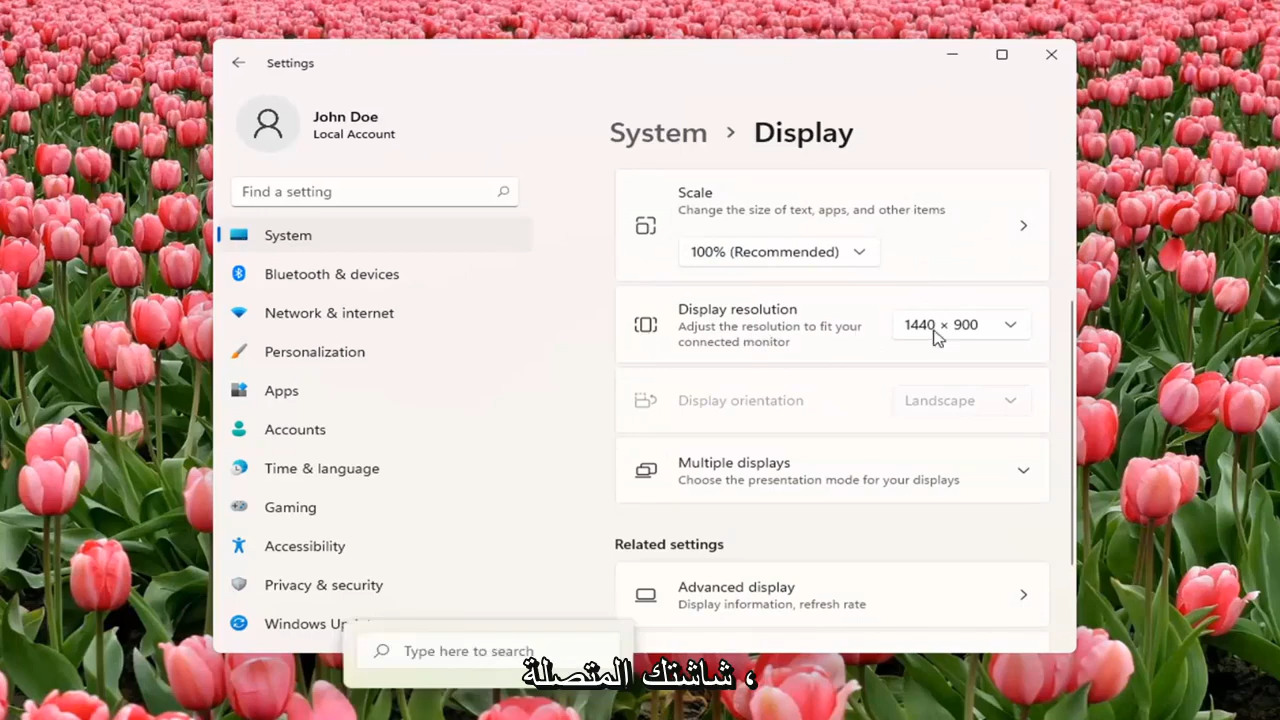 Settings
John Doe
Local Account
Find a setting
System
Bluetooth & devices
Network & internet
Personalization
Apps
Accounts
Time & language
Gaming
Accessibility
Privacy & security
Windows
System > Display
Scale
Change the size of text, apps, and other items
100% (Recommended)
Display resolution
Adjust the resolution to fit your
connected monitor
1440 × 900
Display orientation
Landscape
Multiple displays
Choose the presentation mode for your displays
Related settings
Advanced display
Display information, refresh rate
Type here to search
، شاشتك المتصلة